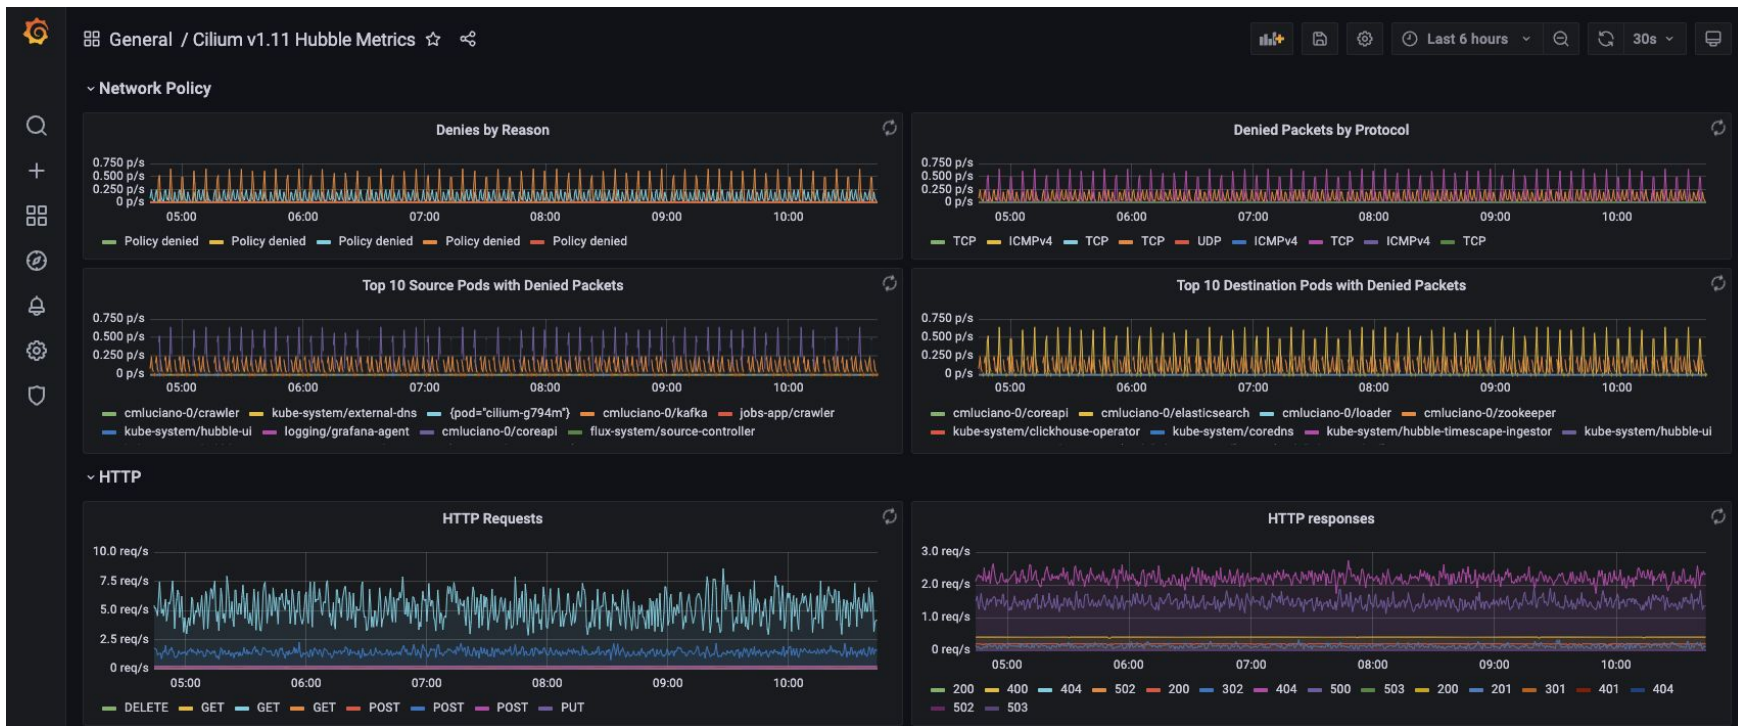 General / Cilium v1.11 Hubble Metrics
Last 6 hours
30s
Network Policy
Denies by Reason
0.750 p/s
0.500 p/s
0.250 p/s
0 p/s
05:00 06:00 07:00 08:00 09:00 10:00
Policy denied Policy denied Policy denied Policy denied Policy denied
Denied Packets by Protocol
0.750 p/s
0.500 p/s
0.250 p/s
0 p/s
05:00 06:00 07:00 08:00 09:00 10:00
TCP ICMPv4 TCP TCP UDP ICMPv4 TCP ICMPv4 TCP
Top 10 Source Pods with Denied Packets
0.750 p/s
0.500 p/s
0.250 p/s
0 p/s
05:00 06:00 07:00 08:00 09:00 10:00
cmluciano-0/crawler kube-system/external-dns {pod="cilium-g794m"} cmluciano-0/kafka jobs-app/crawler
kube-system/hubble-ui logging/grafana-agent cmluciano-0/coreapi flux-system/source-controller
Top 10 Destination Pods with Denied Packets
0.750 p/s
0.500 p/s
0.250 p/s
0 p/s
05:00 06:00 07:00 08:00 09:00 10:00
cmluciano-0/coreapi cmluciano-0/elasticsearch cmluciano-0/loader cmluciano-0/zookeeper
kube-system/clickhouse-operator kube-system/coredns kube-system/hubble-timescape-ingestor kube-system/hubble-ui
HTTP
HTTP Requests
10.0 req/s
7.5 req/s
5.0 req/s
2.5 req/s
0 req/s
05:00 06:00 07:00 08:00 09:00 10:00
DELETE GET GET GET POST POST POST PUT
HTTP responses
3.0 req/s
2.0 req/s
1.0 req/s
0 req/s
05:00 06:00 07:00 08:00 09:00 10:00
200 400 404 502 200 302 404 500 503 200 201 301 401 404
502 503